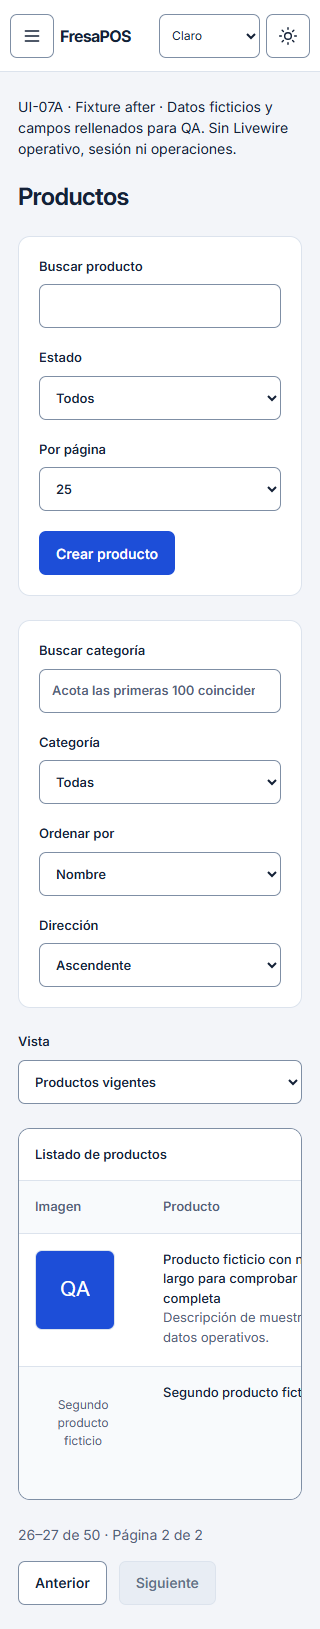 FresaPOS
Claro
UI-07A · Fixture after · Datos ficticios y
campos rellenados para QA. Sin Livewire
operativo, sesión ni operaciones.
Productos
Buscar producto
Estado
Todos
Por página
25
Crear producto
Buscar categoría
Acota las primeras 100
Categoría
Todas
Ordenar por
Nombre
Dirección
Ascendente
Vista
Productos vigentes
Listado de productos
Imagen Producto
QA
Producto ficticio con
largo para comprobar
completa
Descripción de
datos operativos.
Segundo
producto
ficticio
Segundo producto
26–27 de 50 · Página 2 de 2
Anterior Siguiente